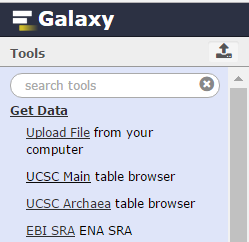 Galaxy
Tools
search tools
Get Data
Upload File from your
computer
UCSC Main table browser
UCSC Archaea table browser
EBI SRA ENA SRA